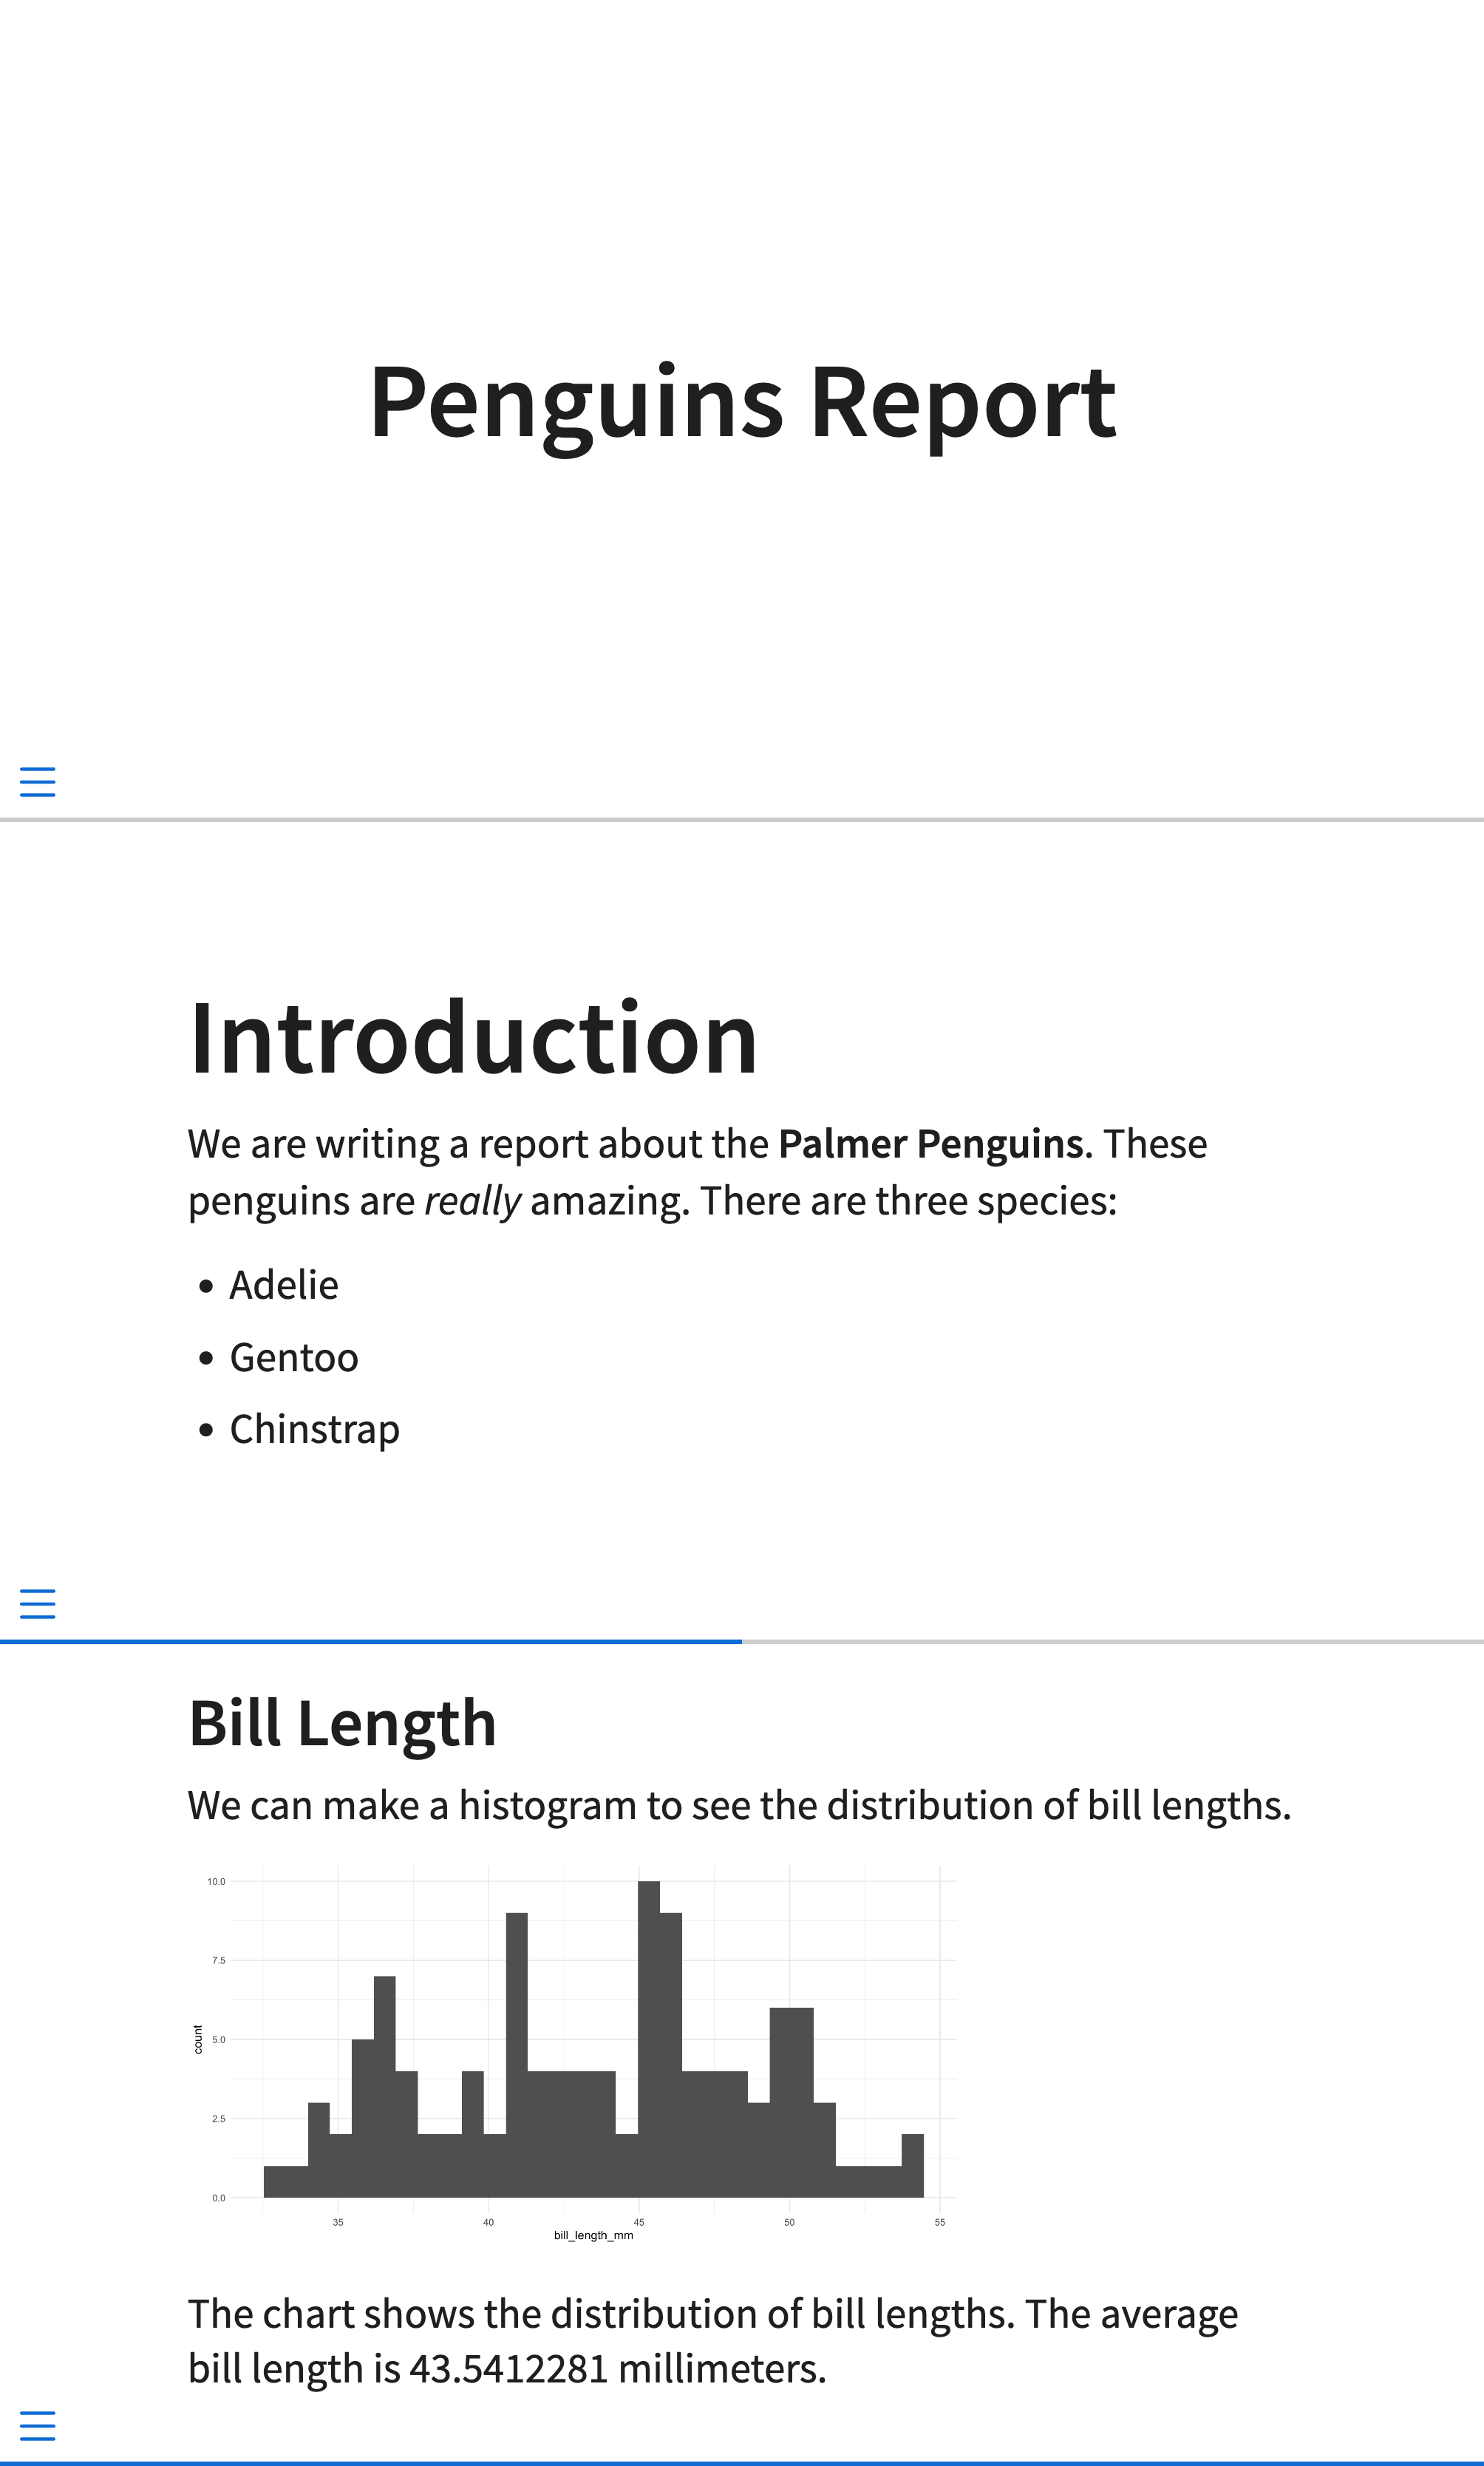 Penguins Report
Introduction
We are writing a report about the Palmer Penguins. These
penguins are really amazing. There are three species:
• Adelie
• Gentoo
• Chinstrap
Bill Length
We can make a histogram to see the distribution of bill lengths.
10.0
7.5
5.0
2.5
0.0
count
35 40 45 50 55
bill_length_mm
The chart shows the distribution of bill lengths. The average
bill length is 43.5412281 millimeters.